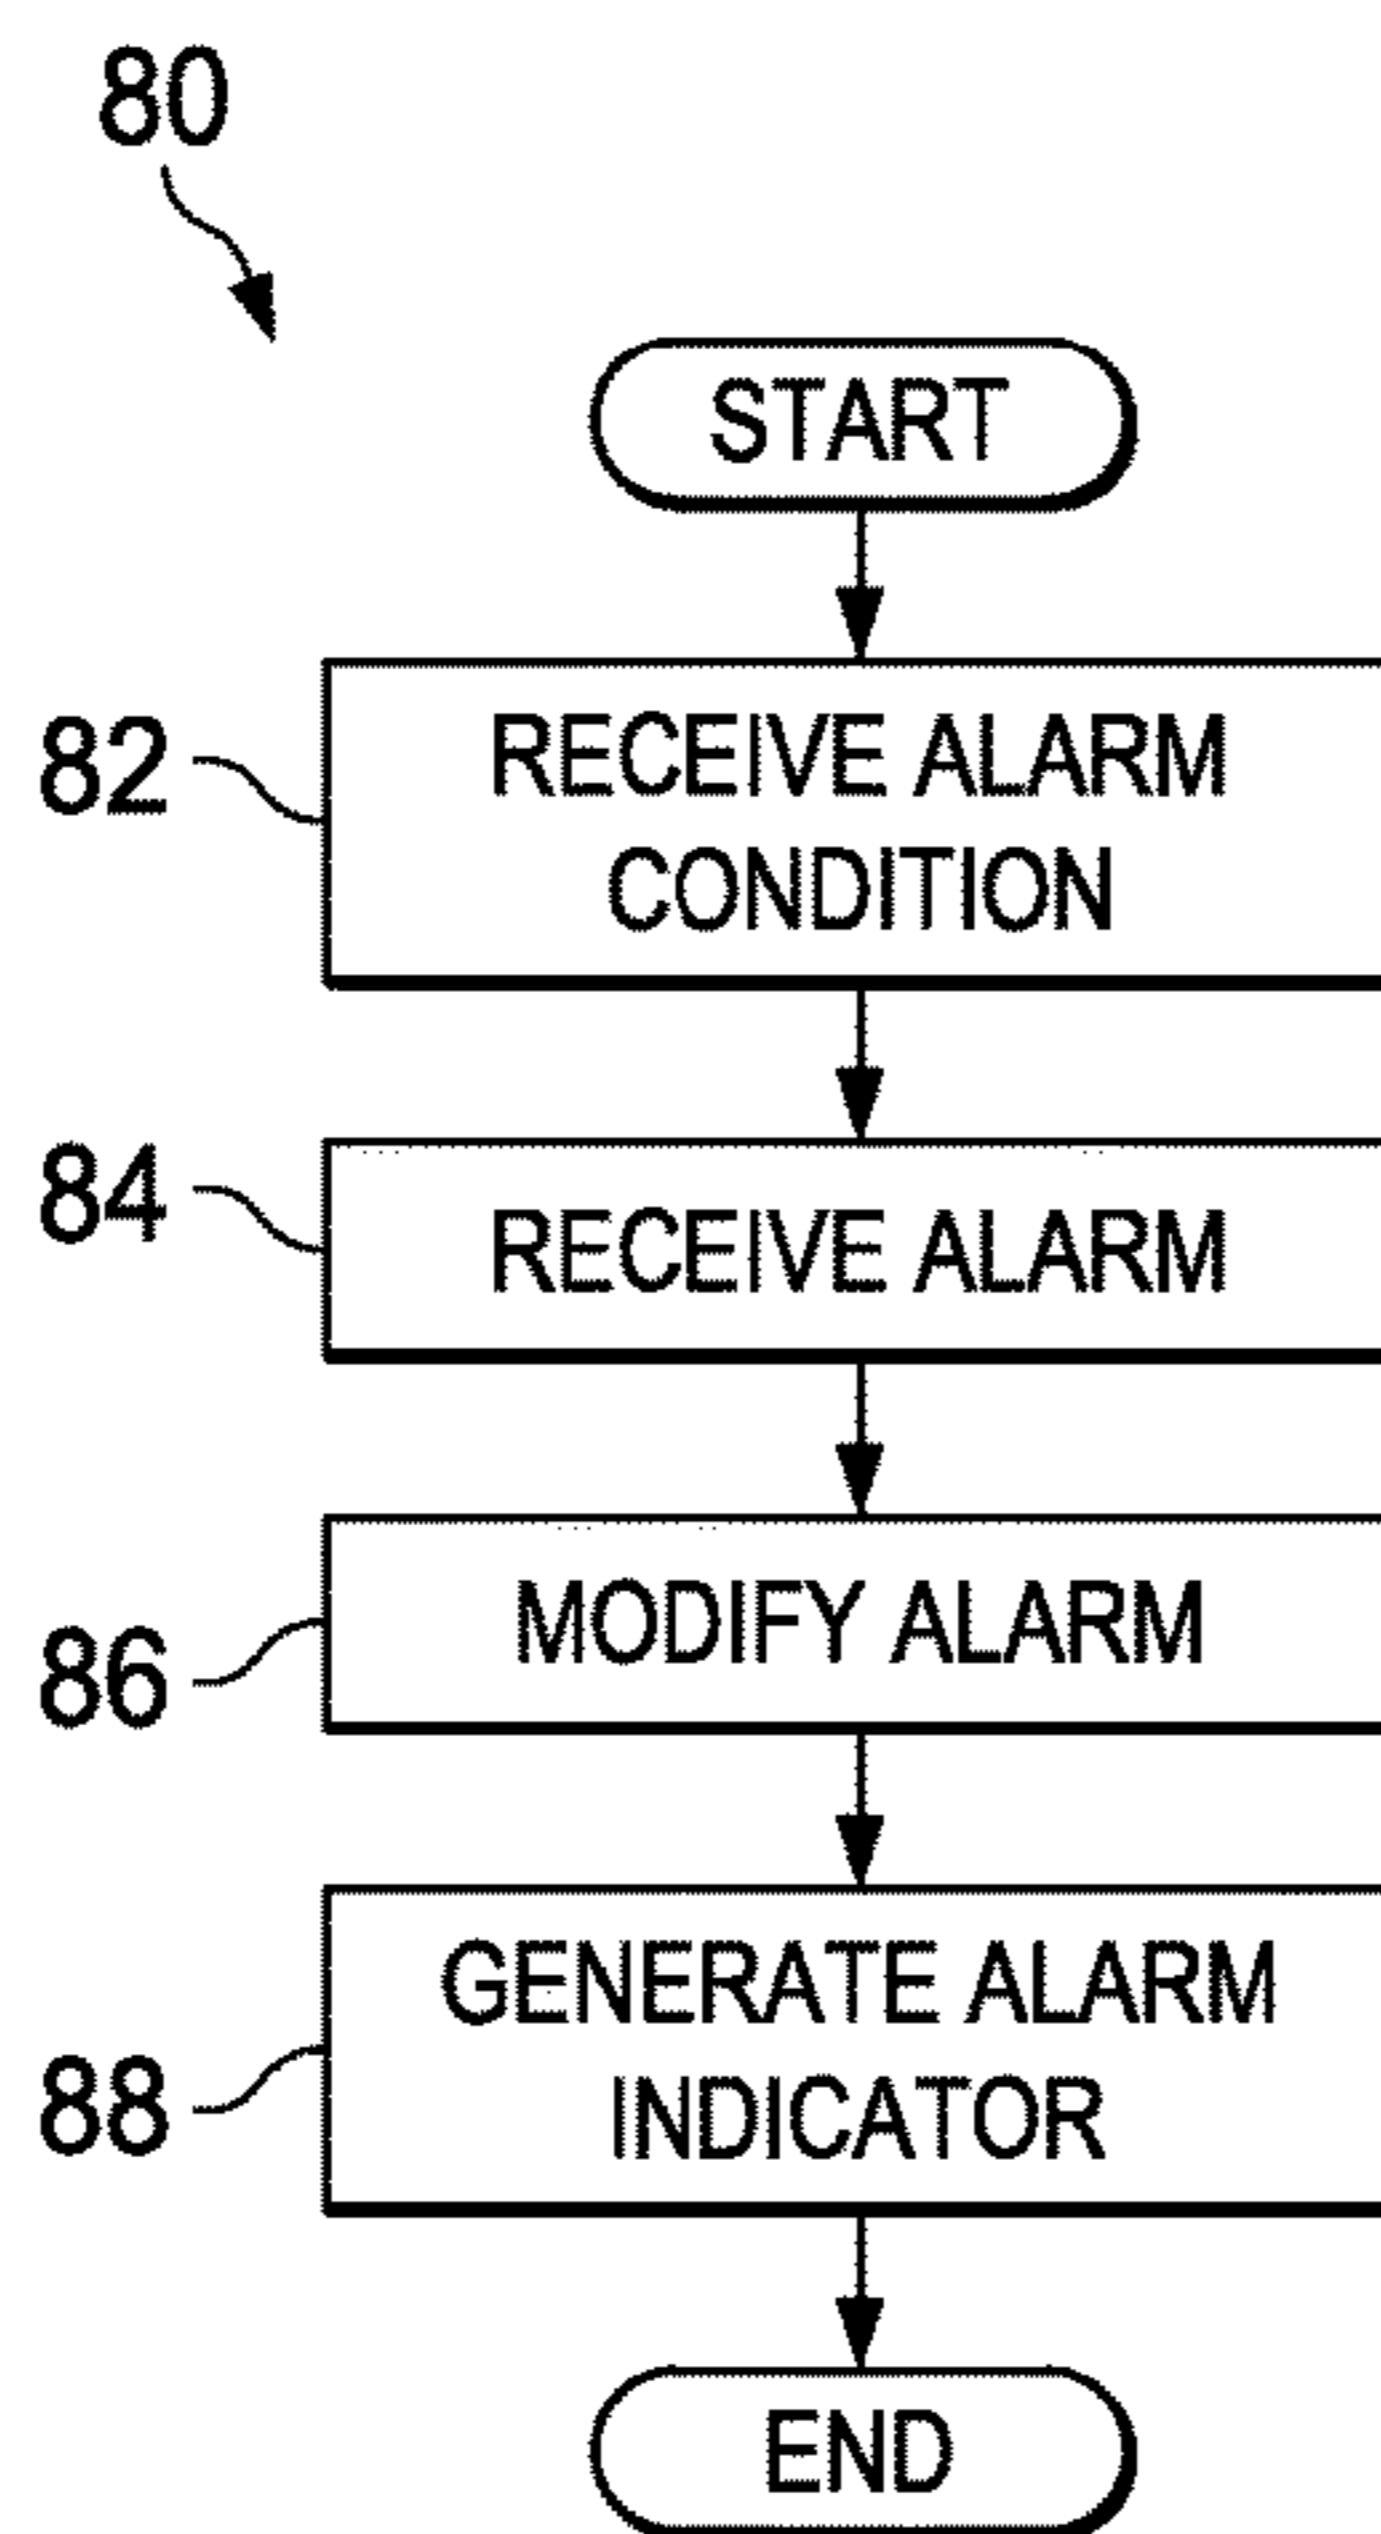 80
START
82
RECEIVE ALARM
CONDITION
84
RECEIVE ALARM
86
MODIFY ALARM
88
GENERATE ALARM
INDICATOR
END